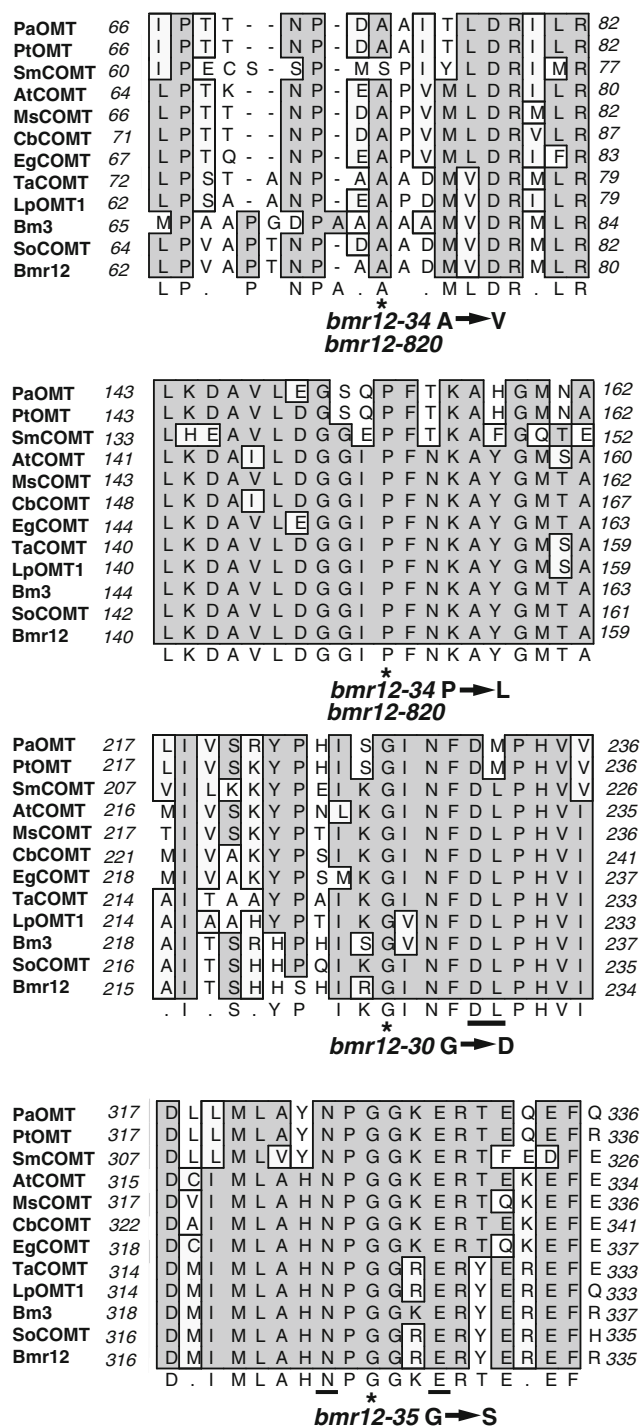 PaOMT 66 I P T T - - N P - D A A I T L D R I L R 82
PtOMT 66 I P T T - - N P - D A A I T L D R I L R 82
SmCOMT 60 I P E C S - S P - M S P I Y L D R I M R 77
AtCOMT 64 L P T K - - N P - E A P V M L D R I L R 80
MsCOMT 66 L P T T - - N P - D A P V M L D R M L R 82
CbCOMT 71 L P T T - - N P - D A P V M L D R V L R 87
EgCOMT 67 L P T Q - - N P - E A P V M L D R I F R 83
TaCOMT 72 L P S T - A N P - A A A D M V D R M L R 79
LpOMT1 62 L P S A - A N P - E A P D M V D R I L R 79
Bm3 65 M P A A P G D P A A A A A M V D R M L R 84
SoCOMT 64 L P V A P T N P - D A A D M V D R M L R 82
Bmr12 62 L P V A P T N P - A A A D M V D R M L R 80
L P . P N P A . A . M L D R . L R
*
bmr12-34 A→V
bmr12-820
PaOMT 143 L K D A V L E G S Q P F T K A H G M N A 162
PtOMT 143 L K D A V L D G S Q P F T K A H G M N A 162
SmCOMT 133 L H E A V L D G G E P F T K A F G Q T E 152
AtCOMT 141 L K D A I L D G G I P F N K A Y G M S A 160
MsCOMT 143 L K D A V L D G G I P F N K A Y G M T A 162
CbCOMT 148 L K D A I L D G G I P F N K A Y G M T A 167
EgCOMT 144 L K D A V L E G G I P F N K A Y G M T A 163
TaCOMT 140 L K D A V L D G G I P F N K A Y G M S A 159
LpOMT1 140 L K D A V L D G G I P F N K A Y G M S A 159
Bm3 144 L K D A V L D G G I P F N K A Y G M T A 163
SoCOMT 142 L K D A V L D G G I P F N K A Y G M T A 161
Bmr12 140 L K D A V L D G G I P F N K A Y G M T A 159
L K D A V L D G G I P F N K A Y G M T A
*
bmr12-34 P→L
bmr12-820
PaOMT 217 L I V S R Y P H I S G I N F D M P H V V 236
PtOMT 217 L I V S K Y P H I S G I N F D M P H V V 236
SmCOMT 207 V I L K K Y P E I K G I N F D L P H V V 226
AtCOMT 216 M I V S K Y P N L K G I N F D L P H V I 235
MsCOMT 217 T I V S K Y P T I K G I N F D L P H V I 236
CbCOMT 221 M I V A K Y P S I K G I N F D L P H V I 241
EgCOMT 218 M I V A K Y P S M K G I N F D L P H V I 237
TaCOMT 214 A I T A A Y P A I K G I N F D L P H V I 233
LpOMT1 214 A I A A H Y P T I K G V N F D L P H V I 233
Bm3 218 A I T S R H P H I S G V N F D L P H V I 237
SoCOMT 216 A I T S H H P Q I K G I N F D L P H V I 235
Bmr12 215 A I T S H H S H I R G I N F D L P H V I 234
. I . S . Y P I K G I N F D L P H V I
*
bmr12-30 G→D
PaOMT 317 D L L M L A Y N P G G K E R T E Q E F Q 336
PtOMT 317 D L L M L A Y N P G G K E R T E Q E F R 336
SmCOMT 307 D L L M L V Y N P G G K E R T F E D F E 326
AtCOMT 315 D C I M L A H N P G G K E R T E K E F E 334
MsCOMT 317 D V I M L A H N P G G K E R T Q K E F E 336
CbCOMT 322 D A I M L A H N P G G K E R T E K E F E 341
EgCOMT 318 D C I M L A H N P G G K E R T Q K E F E 337
TaCOMT 314 D M I M L A H N P G G R E R Y E R E F E 333
LpOMT1 314 D M I M L A H N P G G R E R Y E R E F Q 333
Bm3 318 D M I M L A H N P G G K E R Y E R E F R 337
SoCOMT 316 D M I M L A H N P G G R E R Y E R E F H 335
Bmr12 316 D M I M L A H N P G G R E R Y E R E F R 335
D . I M L A H N P G G K E R T E . E F
*
bmr12-35 G→S